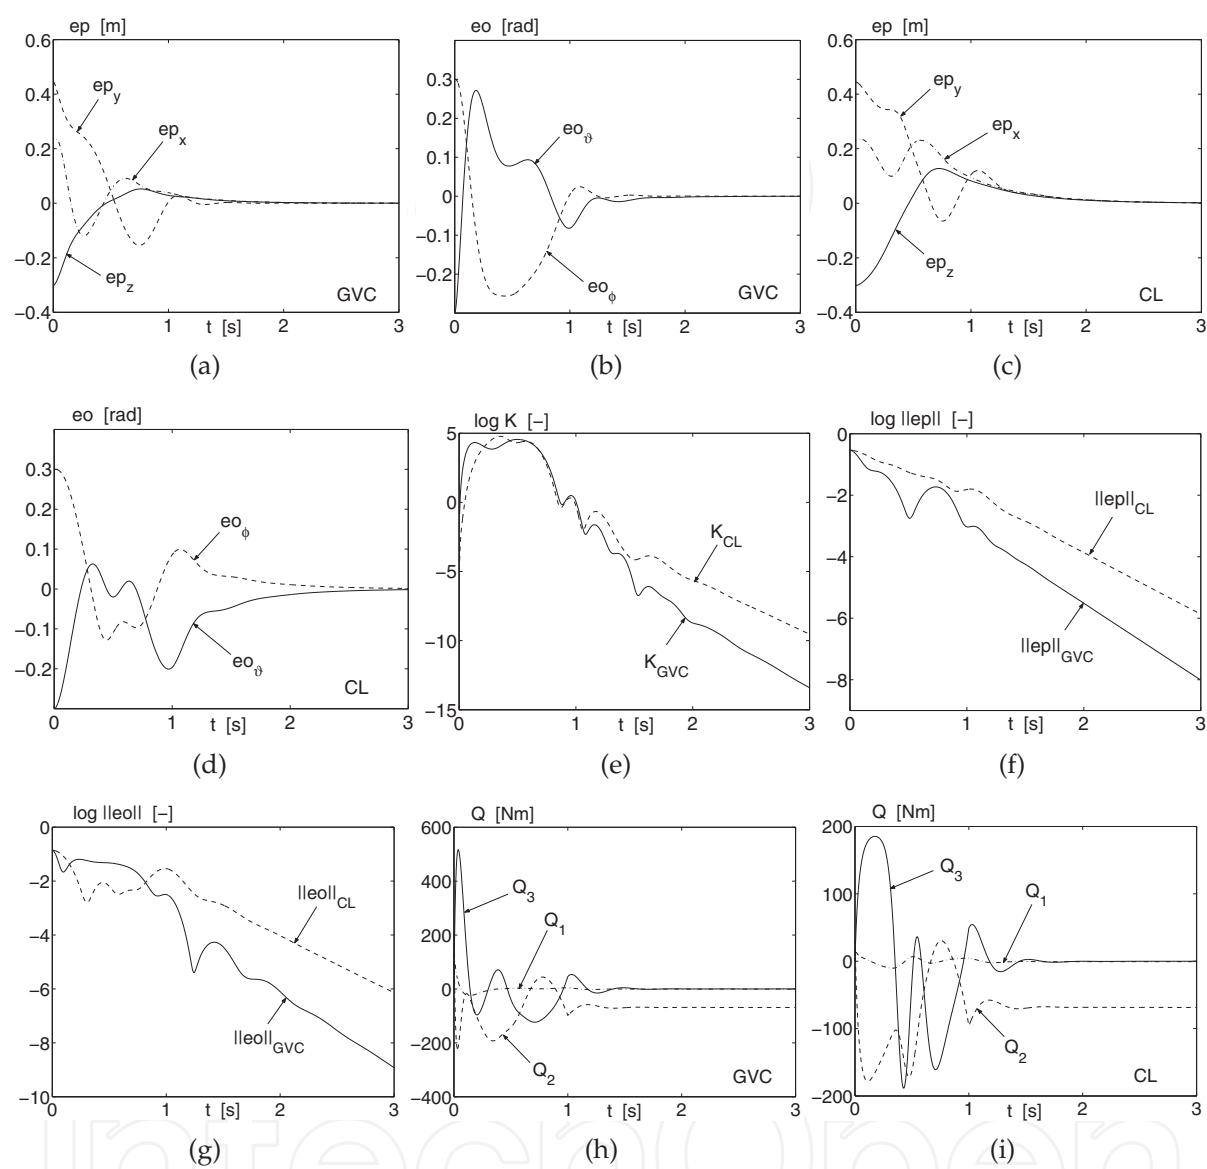 ep [m]
0.6
0.4
0.2
0
−0.2
−0.4
ep_y
ep_x
ep_z
GVC
0 1 2 3
t [s]
(a)
eo [rad]
0.3
0.2
0.1
0
−0.1
−0.2
eo_ϑ
eo_ϕ
GVC
0 1 2 3
t [s]
(b)
ep [m]
0.6
0.4
0.2
0
−0.2
−0.4
ep_y
ep_x
ep_z
CL
0 1 2 3
t [s]
(c)
eo [rad]
0.3
0.2
0.1
0
−0.1
−0.2
eo_ϕ
eo_ϑ
CL
0 1 2 3
t [s]
(d)
log K [−]
5
0
−5
−10
−15
K_CL
K_GVC
0 1 2 3
t [s]
(e)
log ||ep|| [−]
0
−2
−4
−6
−8
||ep||_CL
||ep||_GVC
0 1 2 3
t [s]
(f)
log ||eo|| [−]
0
−2
−4
−6
−8
−10
||eo||_CL
||eo||_GVC
0 1 2 3
t [s]
(g)
Q [Nm]
600
400
200
0
−200
−400
Q_3
Q_1
Q_2
GVC
0 1 2 3
t [s]
(h)
Q [Nm]
200
100
0
−100
−200
Q_3
Q_1
Q_2
CL
0 1 2 3
t [s]
(i)
intechOpen